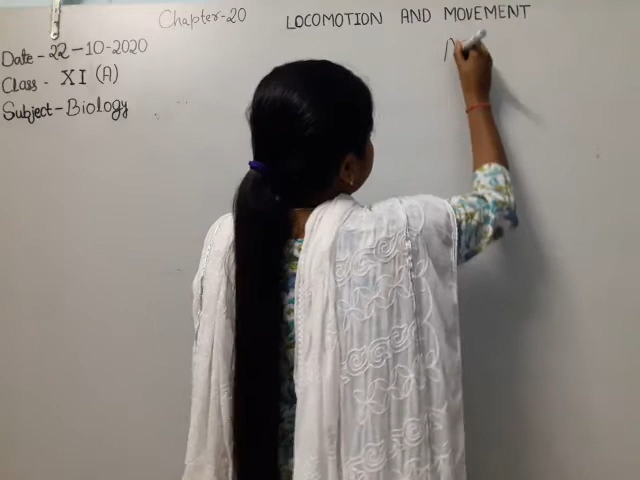 Chapter-20 LOCOMOTION AND MOVEMENT
Date - 22-10-2020
Class - XI (A)
Subject - Biology